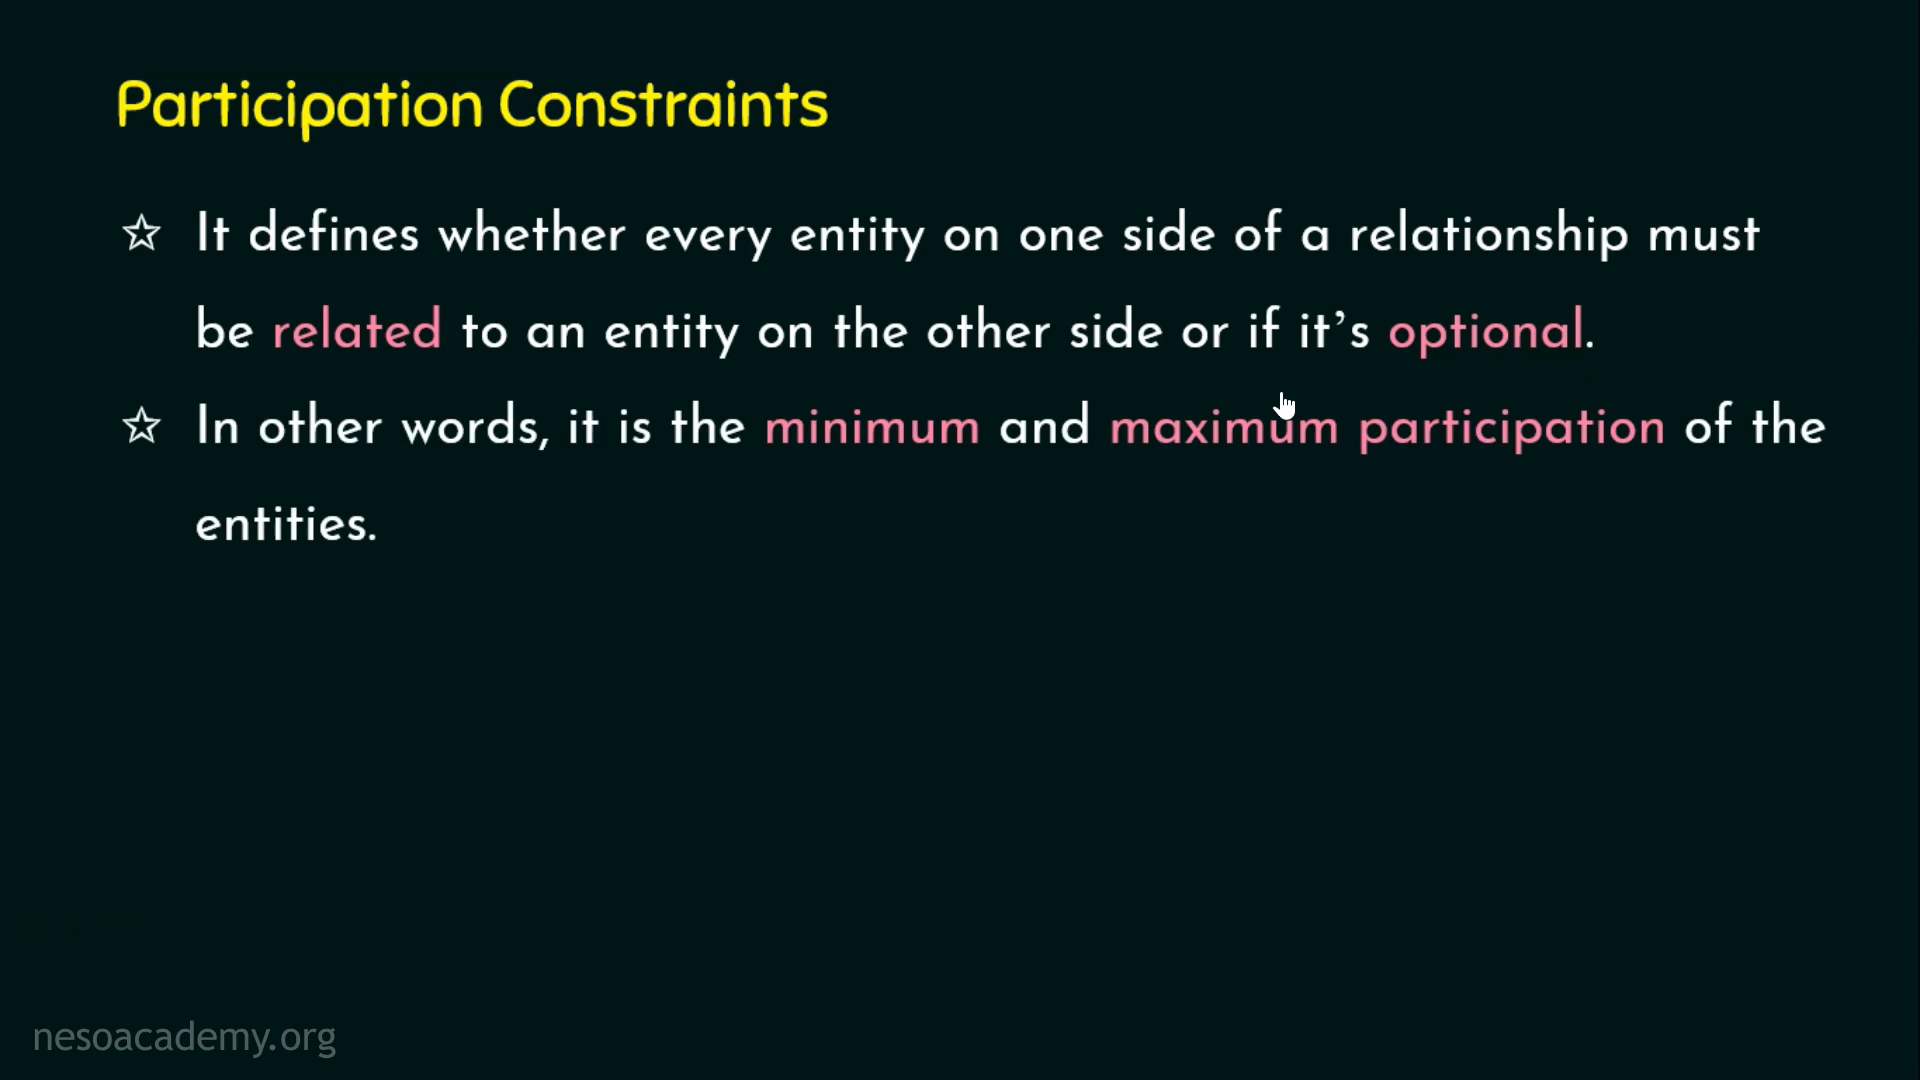 Participation Constraints
☆ It defines whether every entity on one side of a relationship must
be related to an entity on the other side or if it’s optional.
☆ In other words, it is the minimum and maximum participation of the
entities.
nesoacademy.org